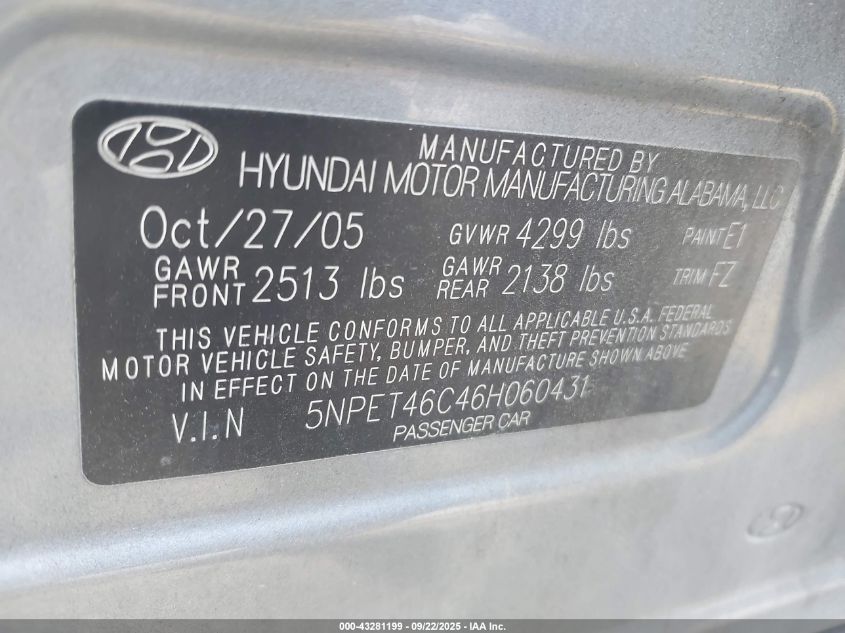 MANUFACTURED BY
HYUNDAI MOTOR MANUFACTURING ALABAMA, LLC
Oct/27/05 GVWR 4299 lbs PAINT E1
GAWR FRONT 2513 lbs GAWR REAR 2138 lbs TRIM FZ
THIS VEHICLE CONFORMS TO ALL APPLICABLE U.S.A. FEDERAL
MOTOR VEHICLE SAFETY, BUMPER, AND THEFT PREVENTION STANDARDS
IN EFFECT ON THE DATE OF MANUFACTURE SHOWN ABOVE
V.I.N 5NPET46C46H060431
PASSENGER CAR
000-43281199 - 09/22/2025 - IAA Inc.